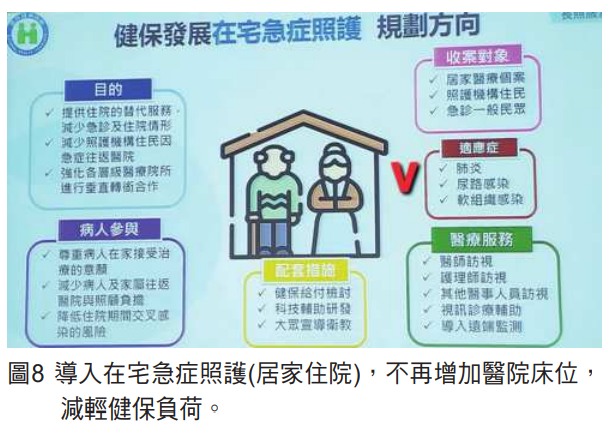 健保發展在宅急症照護 規劃方向
目的
✓ 提供住院的替代服務，
減少急診及住院情形
✓ 減少照護機構住民因
急症往返醫院
✓ 強化各層級醫療院所
進行垂直轉銜合作
病人參與
✓ 尊重病人在家接受治
療的意願
✓ 減少病人及家屬往返
醫院與照顧負擔
✓ 降低住院期間交叉感
染的風險
配套措施
✓ 健保給付檢討
✓ 科技輔助研發
✓ 大眾宣導衛教
收案對象
✓ 居家醫療個案
✓ 照護機構住民
✓ 急診一般民眾
V
適應症
✓ 肺炎
✓ 尿路感染
✓ 軟組織感染
醫療服務
✓ 醫師訪視
✓ 護理師訪視
✓ 其他醫事人員訪視
✓ 視訊診療輔助
✓ 導入遠端監測
圖8 導入在宅急症照護(居家住院)，不再增加醫院床位，
減輕健保負荷。